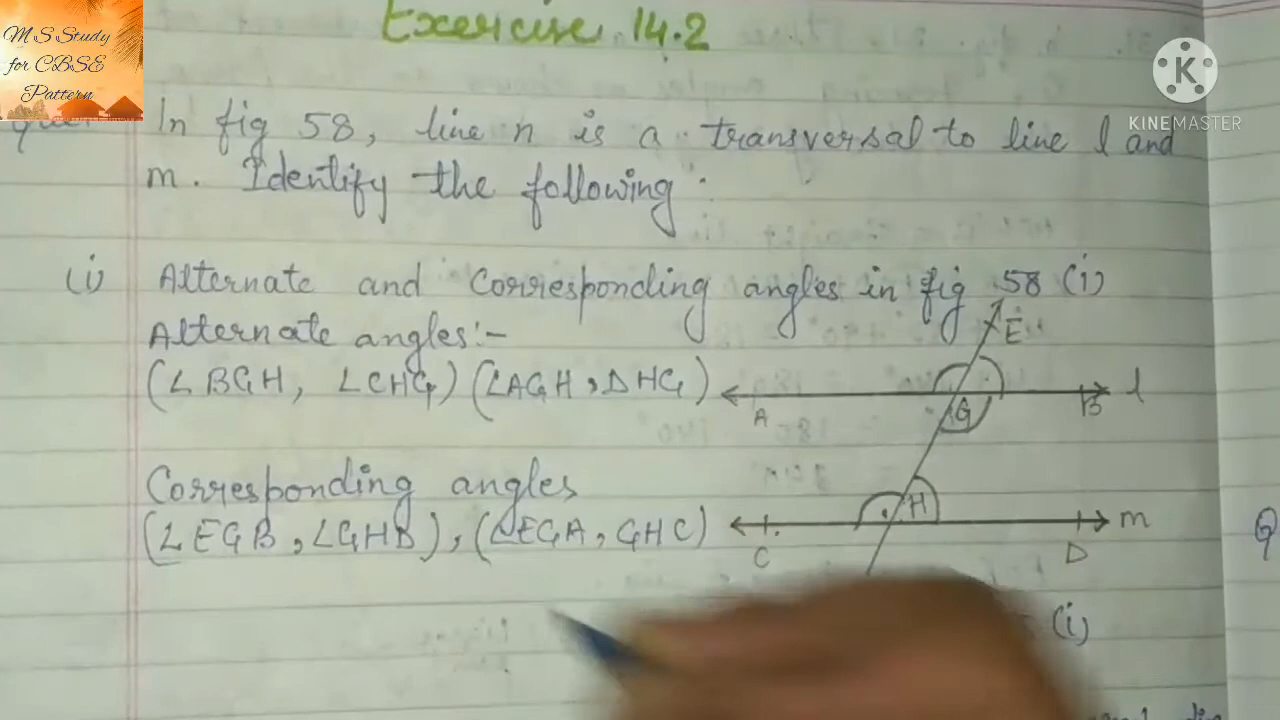 M S Study
for CBSE
Pattern
KINEMASTER
Exercise 14.2
In fig 58, line n is a transversal to line l and
m. Identify the following:
(i) Alternate and Corresponding angles in fig 58 (i)
Alternate angles:-
(∠BGH, ∠CHG) (∠AGH, DHG)
Corresponding angles
(∠EGB, ∠GHD), (∠EGA, GHC)
E
A G B l
H m
C D
(i)
Q